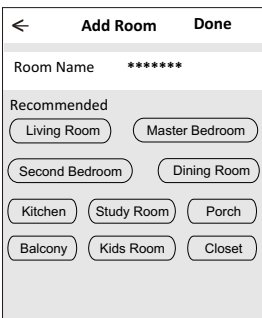 ← Add Room Done
Room Name *******
Recommended
Living Room Master Bedroom
Second Bedroom Dining Room
Kitchen Study Room Porch
Balcony Kids Room Closet